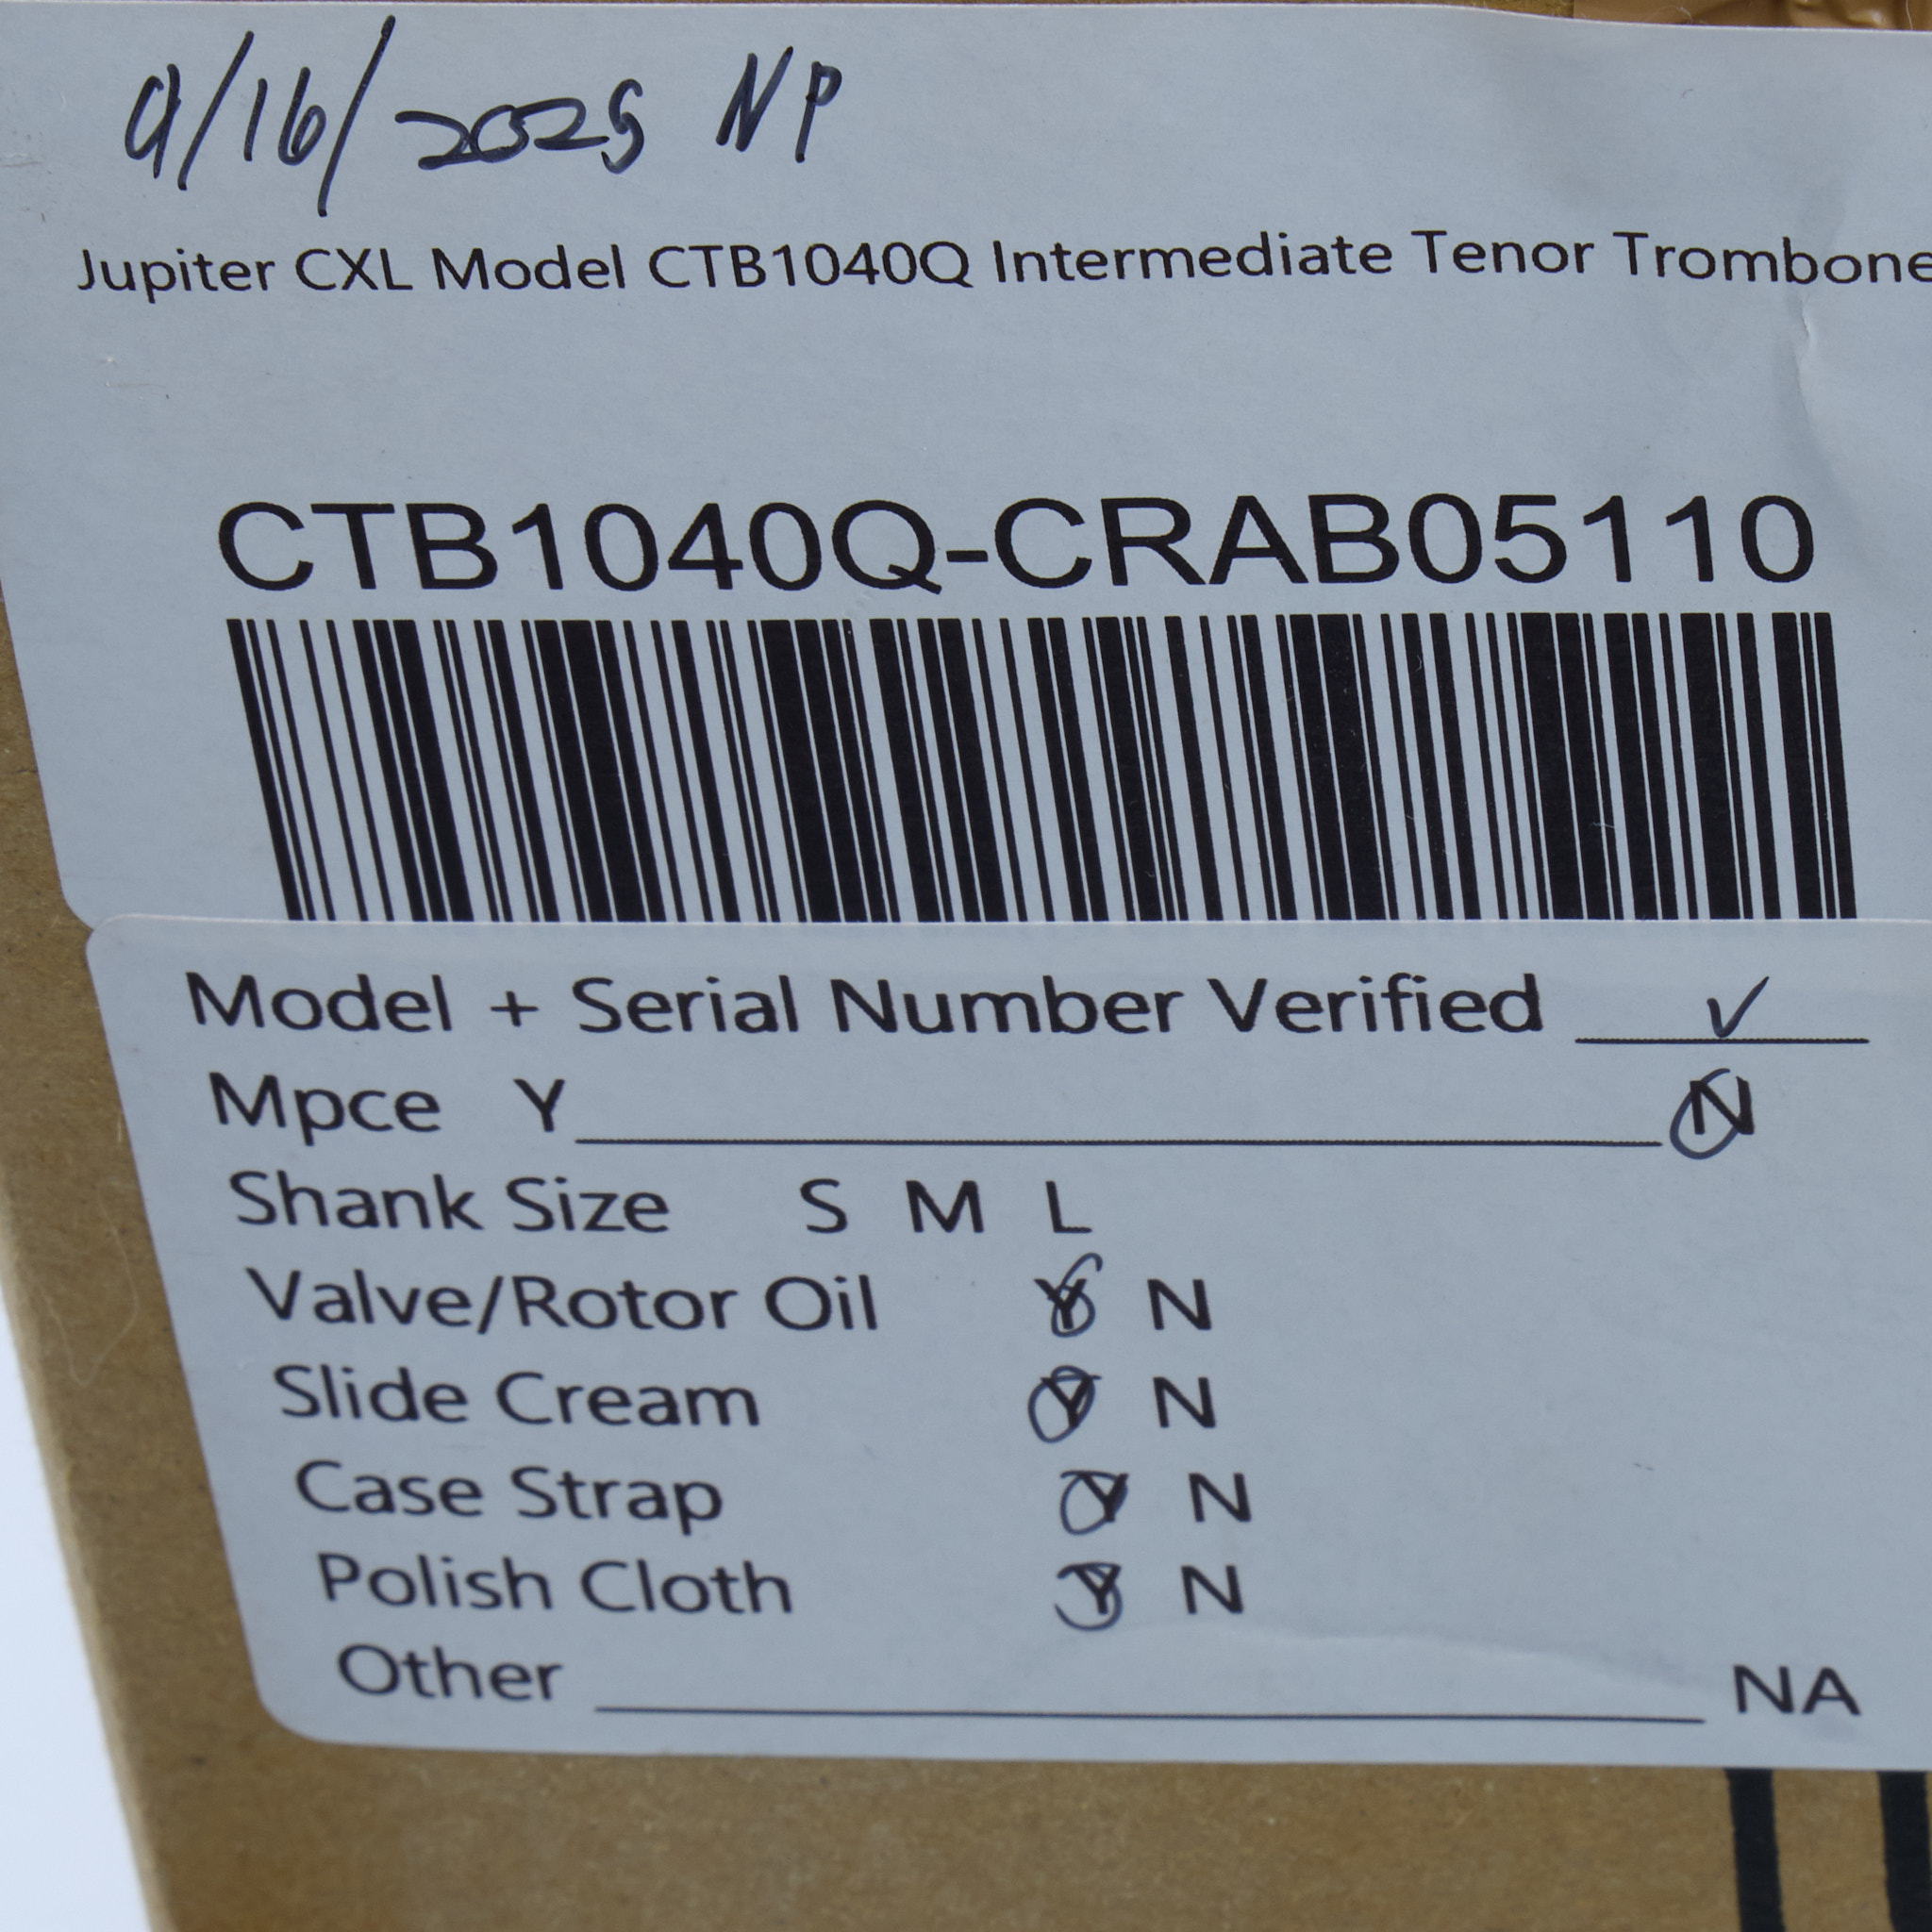 9/16/2025 NP
Jupiter CXL Model CTB1040Q Intermediate Tenor Trombone
CTB1040Q-CRAB05110
Model + Serial Number Verified ✓
Mpce Y N
Shank Size S M L
Valve/Rotor Oil Y N
Slide Cream Y N
Case Strap Y N
Polish Cloth Y N
Other NA